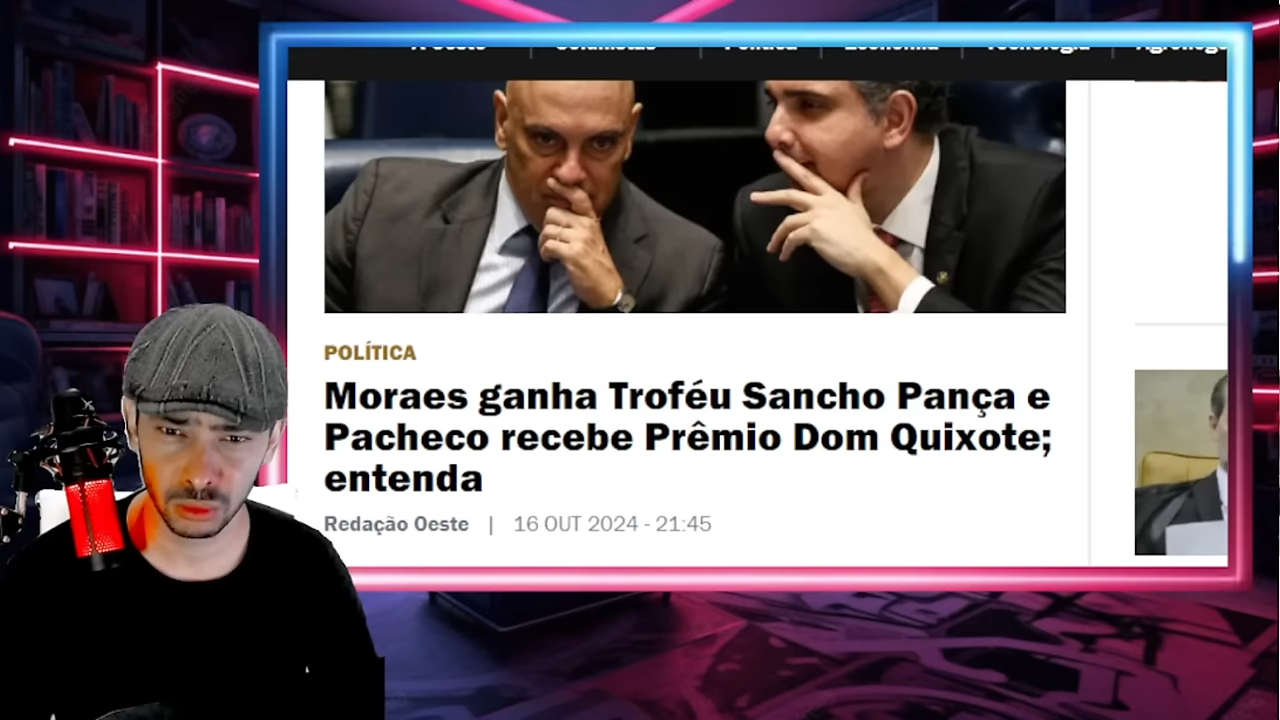 POLÍTICA
Moraes ganha Troféu Sancho Pança e
Pacheco recebe Prêmio Dom Quixote;
entenda
Redação Oeste | 16 OUT 2024 - 21:45